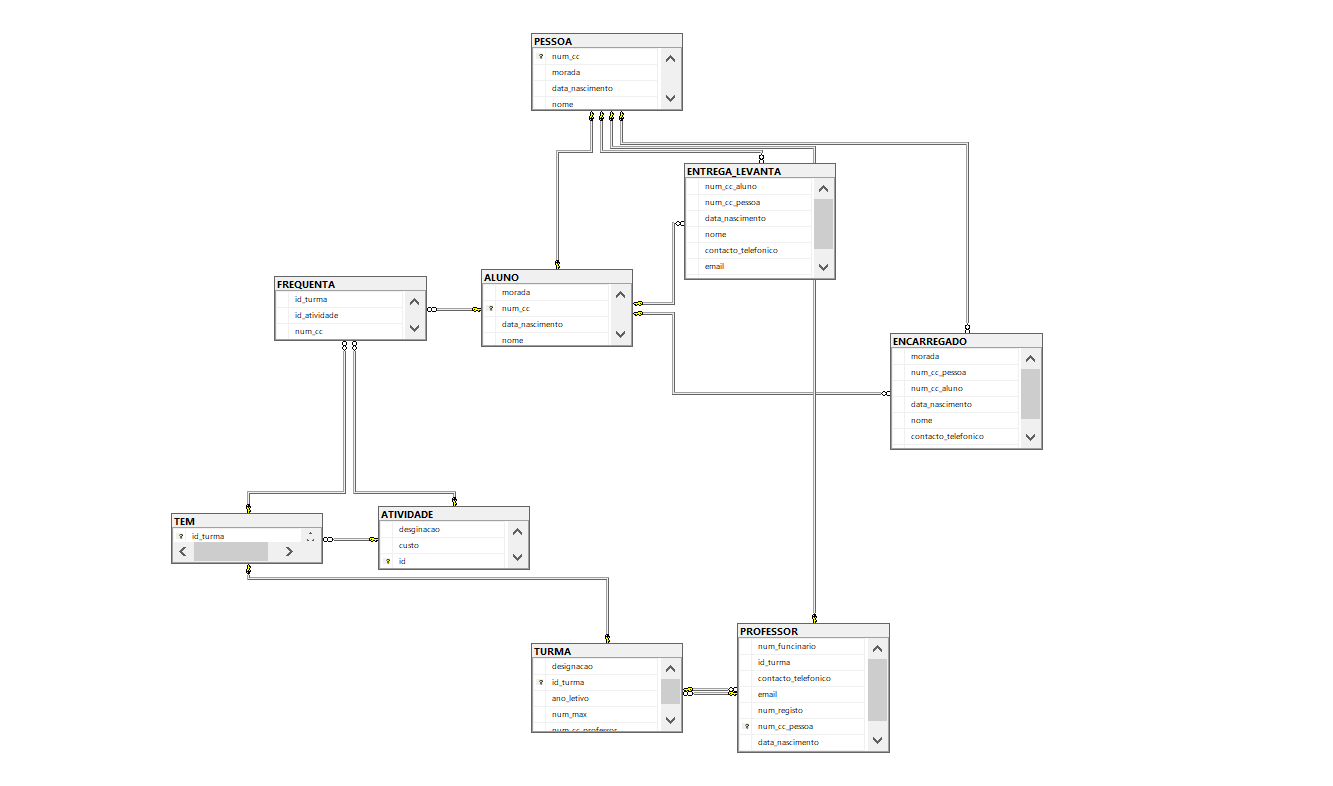 PESSOA
num_cc
morada
data_nascimento
nome
ENTREGA_LEVANTA
num_cc_aluno
num_cc_pessoa
data_nascimento
nome
contacto_telefonico
email
FREQUENTA
id_turma
id_atividade
num_cc
ALUNO
morada
num_cc
data_nascimento
nome
ENCARREGADO
morada
num_cc_pessoa
num_cc_aluno
data_nascimento
nome
contacto_telefonico
TEM
id_turma
ATIVIDADE
desginacao
custo
id
TURMA
designacao
id_turma
ano_letivo
num_max
num_cc_professor
PROFESSOR
num_funcinario
id_turma
contacto_telefonico
email
num_registo
num_cc_pessoa
data_nascimento